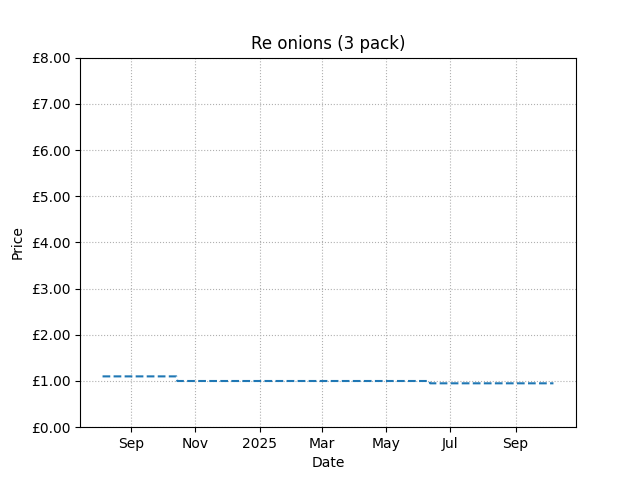 Re onions (3 pack)
£8.00
£7.00
£6.00
£5.00
£4.00
£3.00
£2.00
£1.00
£0.00
Price
Sep Nov 2025 Mar May Jul Sep
Date